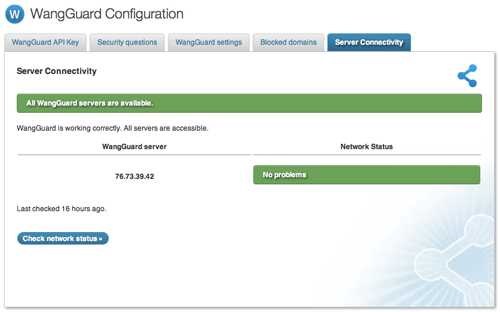 W WangGuard Configuration
WangGuard API Key Security questions WangGuard settings Blocked domains Server Connectivity
Server Connectivity
All WangGuard servers are available.
WangGuard is working correctly. All servers are accessible.
WangGuard server Network Status
76.73.39.42 No problems
Last checked 16 hours ago.
Check network status »